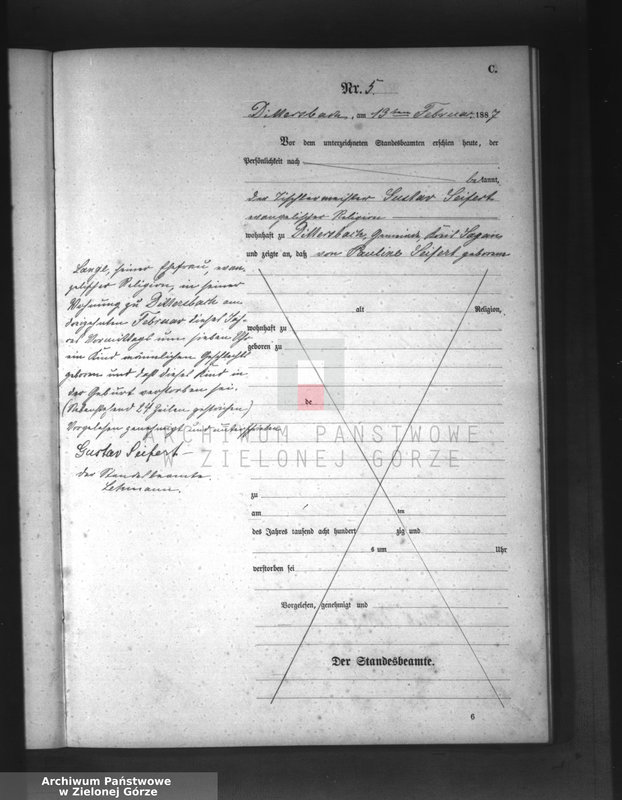 C.
Nr. 5.
Dittersbach, am 13ten Februar 1887
Vor dem unterzeichneten Standesbeamten erschien heute, der
Persönlichkeit nach
bekannt,
der Tischlermeister Gustav Seifert
evangelischer Religion
wohnhaft zu Dittersbach, Gemeinde, Kreis Sagan
und zeigte an, daß von Pauline Seifert geborene
Lange, seiner Ehefrau, evan-
gelischer Religion, in seiner
Wohnung zu Dittersbach am
dreizehnten Februar dieses Jah-
res Vormittags um sieben Uhr
ein Kind männlichen Geschlechts
geboren und daß dieses Kind in
der Geburt verstorben sei.
(Nebenstehend 24 Zeilen gestrichen)
Vorgelesen genehmigt und unterschrieben
Gustav Seifert
der Standesbeamte.
Lehmann.
alt Religion,
wohnhaft zu
geboren zu
de
zu
am ten
des Jahres tausend acht hundert zig und
s um Uhr
verstorben sei
Vorgelesen, genehmigt und
Der Standesbeamte.
6
ARCHIWUM PAŃSTWOWE
W ZIELONEJ GÓRZE
Archiwum Państwowe
w Zielonej Górze